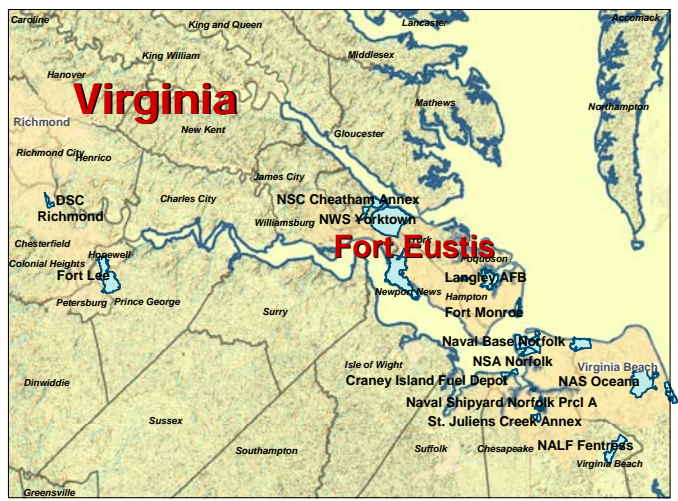 Caroline
King and Queen
Lancaster
Accomack
King William
Middlesex
Hanover
Virginia
Mathews
Northampton
Richmond
New Kent
Gloucester
Richmond City
Henrico
James City
DSC
Richmond
Charles City
NSC Cheatham Annex
Williamsburg
NWS Yorktown
Chesterfield
Fort Eustis
York
Hopewell
Colonial Heights
Poquoson
Fort Lee
Langley AFB
Newport News
Hampton
Petersburg
Prince George
Surry
Fort Monroe
Naval Base Norfolk
NSA Norfolk
Isle of Wight
Virginia Beach
Craney Island Fuel Depot
NAS Oceana
Dinwiddie
Naval Shipyard Norfolk Prcl A
Sussex
St. Juliens Creek Annex
Southampton
Suffolk
Chesapeake
NALF Fentress
Virginia Beach
Greensville